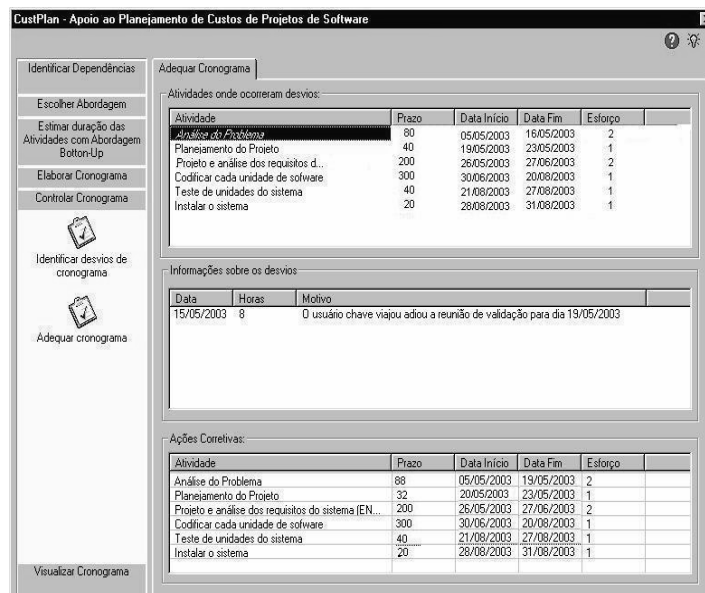 CustPlan - Apoio ao Planejamento de Custos de Projetos de Software
Identificar Dependências
Escolher Abordagem
Estimar duração das
Atividades com Abordagem
Botton-Up
Elaborar Cronograma
Controlar Cronograma
Identificar desvios de
cronograma
Adequar cronograma
Visualizar Cronograma
Adequar Cronograma
Atividades onde ocorreram desvios:
Atividade Prazo Data Início Data Fim Esforço
Análise do Problema 80 05/05/2003 16/05/2003 2
Planejamento do Projeto 40 19/05/2003 23/05/2003 1
Projeto e análise dos requisitos d... 200 26/05/2003 27/06/2003 2
Codificar cada unidade de sofware 300 30/06/2003 20/08/2003 1
Teste de unidades do sistema 40 21/08/2003 27/08/2003 1
Instalar o sistema 20 28/08/2003 31/08/2003 1
Informações sobre os desvios
Data Horas Motivo
15/05/2003 8 O usuário chave viajou adiou a reunião de validação para dia 19/05/2003
Ações Corretivas:
Atividade Prazo Data Início Data Fim Esforço
Análise do Problema 88 05/05/2003 19/05/2003 2
Planejamento do Projeto 32 20/05/2003 23/05/2003 1
Projeto e análise dos requisitos do sistema (EN... 200 26/05/2003 27/06/2003 2
Codificar cada unidade de sofware 300 30/06/2003 20/08/2003 1
Teste de unidades do sistema 40 21/08/2003 27/08/2003 1
Instalar o sistema 20 28/08/2003 31/08/2003 1